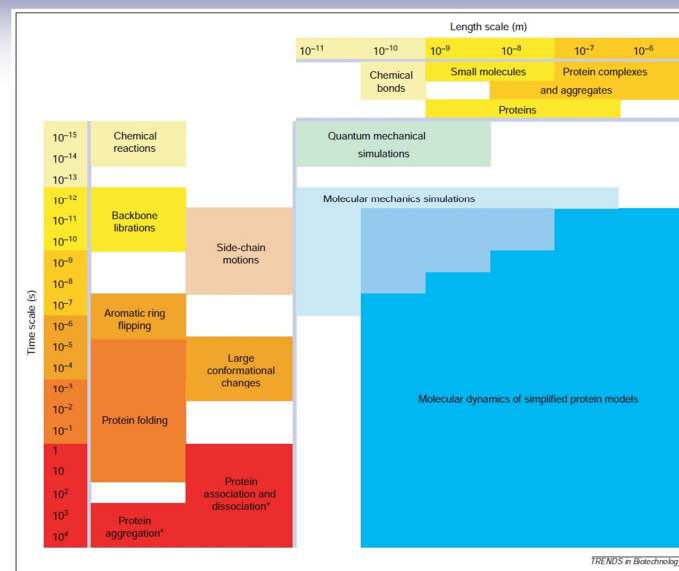 Length scale (m)
10⁻¹¹ 10⁻¹⁰ 10⁻⁹ 10⁻⁸ 10⁻⁷ 10⁻⁶
Chemical
bonds
Small molecules
Protein complexes
and aggregates
Proteins
Time scale (s)
10⁻¹⁵
10⁻¹⁴
10⁻¹³
10⁻¹²
10⁻¹¹
10⁻¹⁰
10⁻⁹
10⁻⁸
10⁻⁷
10⁻⁶
10⁻⁵
10⁻⁴
10⁻³
10⁻²
10⁻¹
1
10
10²
10³
10⁴
Chemical
reactions
Backbone
librations
Aromatic ring
flipping
Protein folding
Protein
aggregation*
Side-chain
motions
Large
conformational
changes
Protein
association and
dissociation*
Quantum mechanical
simulations
Molecular mechanics simulations
Molecular dynamics of simplified protein models
TRENDS in Biotechnology